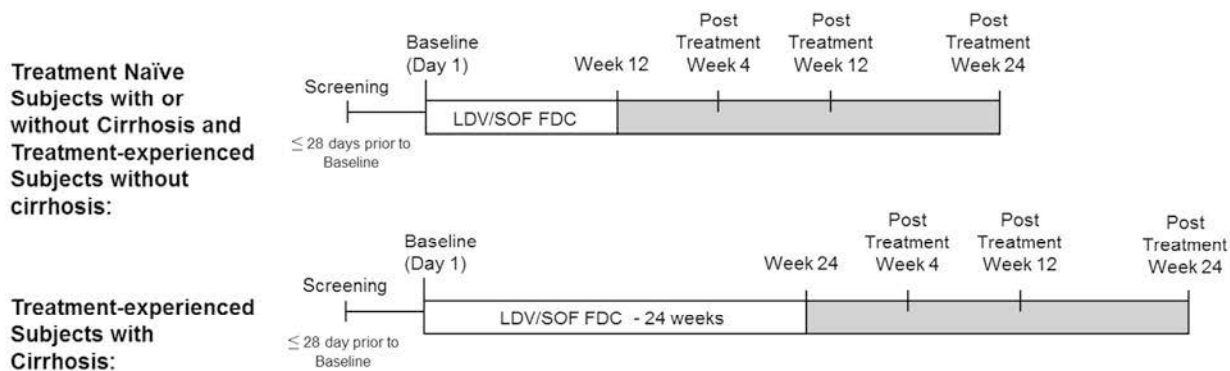 Treatment Naïve
Subjects with or
without Cirrhosis and
Treatment-experienced
Subjects without
cirrhosis:
Screening
≤ 28 days prior to
Baseline
Baseline
(Day 1)
LDV/SOF FDC
Week 12
Post
Treatment
Week 4
Post
Treatment
Week 12
Post
Treatment
Week 24
Treatment-experienced
Subjects with
Cirrhosis:
Screening
≤ 28 day prior to
Baseline
Baseline
(Day 1)
LDV/SOF FDC - 24 weeks
Week 24
Post
Treatment
Week 4
Post
Treatment
Week 12
Post
Treatment
Week 24